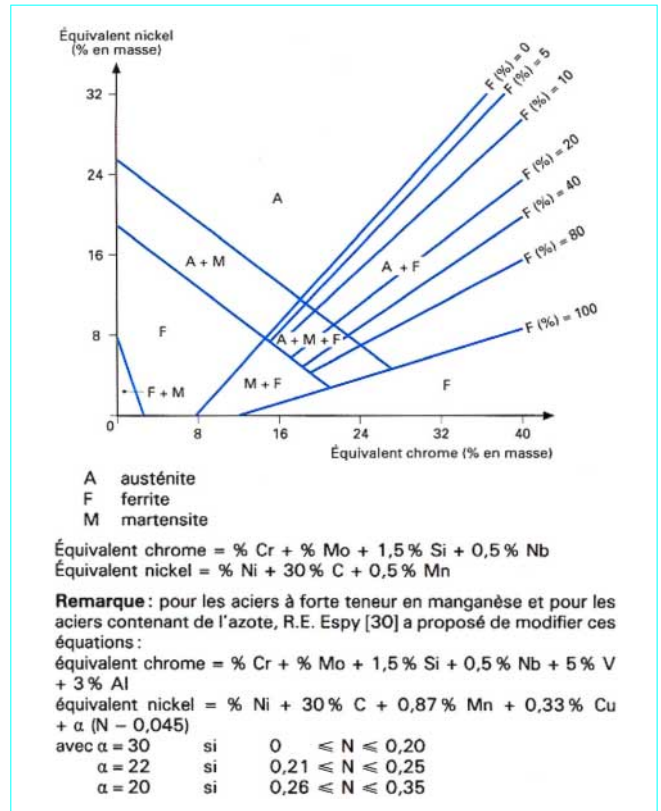 Équivalent nickel
(% en masse)
F (%) = 0
F (%) = 5
F (%) = 10
F (%) = 20
F (%) = 40
F (%) = 80
F (%) = 100
32
24
16
8
0
A
A + M
A + F
F
A + M + F
M + F
F + M
F
8
16
24
32
40
Équivalent chrome (% en masse)
A austénite
F ferrite
M martensite
Équivalent chrome = % Cr + % Mo + 1,5 % Si + 0,5 % Nb
Équivalent nickel = % Ni + 30 % C + 0,5 % Mn
Remarque : pour les aciers à forte teneur en manganèse et pour les
aciers contenant de l'azote, R.E. Espy [30] a proposé de modifier ces
équations :
équivalent chrome = % Cr + % Mo + 1,5 % Si + 0,5 % Nb + 5 % V
+ 3 % Al
équivalent nickel = % Ni + 30 % C + 0,87 % Mn + 0,33 % Cu
+ α (N – 0,045)
avec α = 30 si 0 ⩽ N ⩽ 0,20
α = 22 si 0,21 ⩽ N ⩽ 0,25
α = 20 si 0,26 ⩽ N ⩽ 0,35